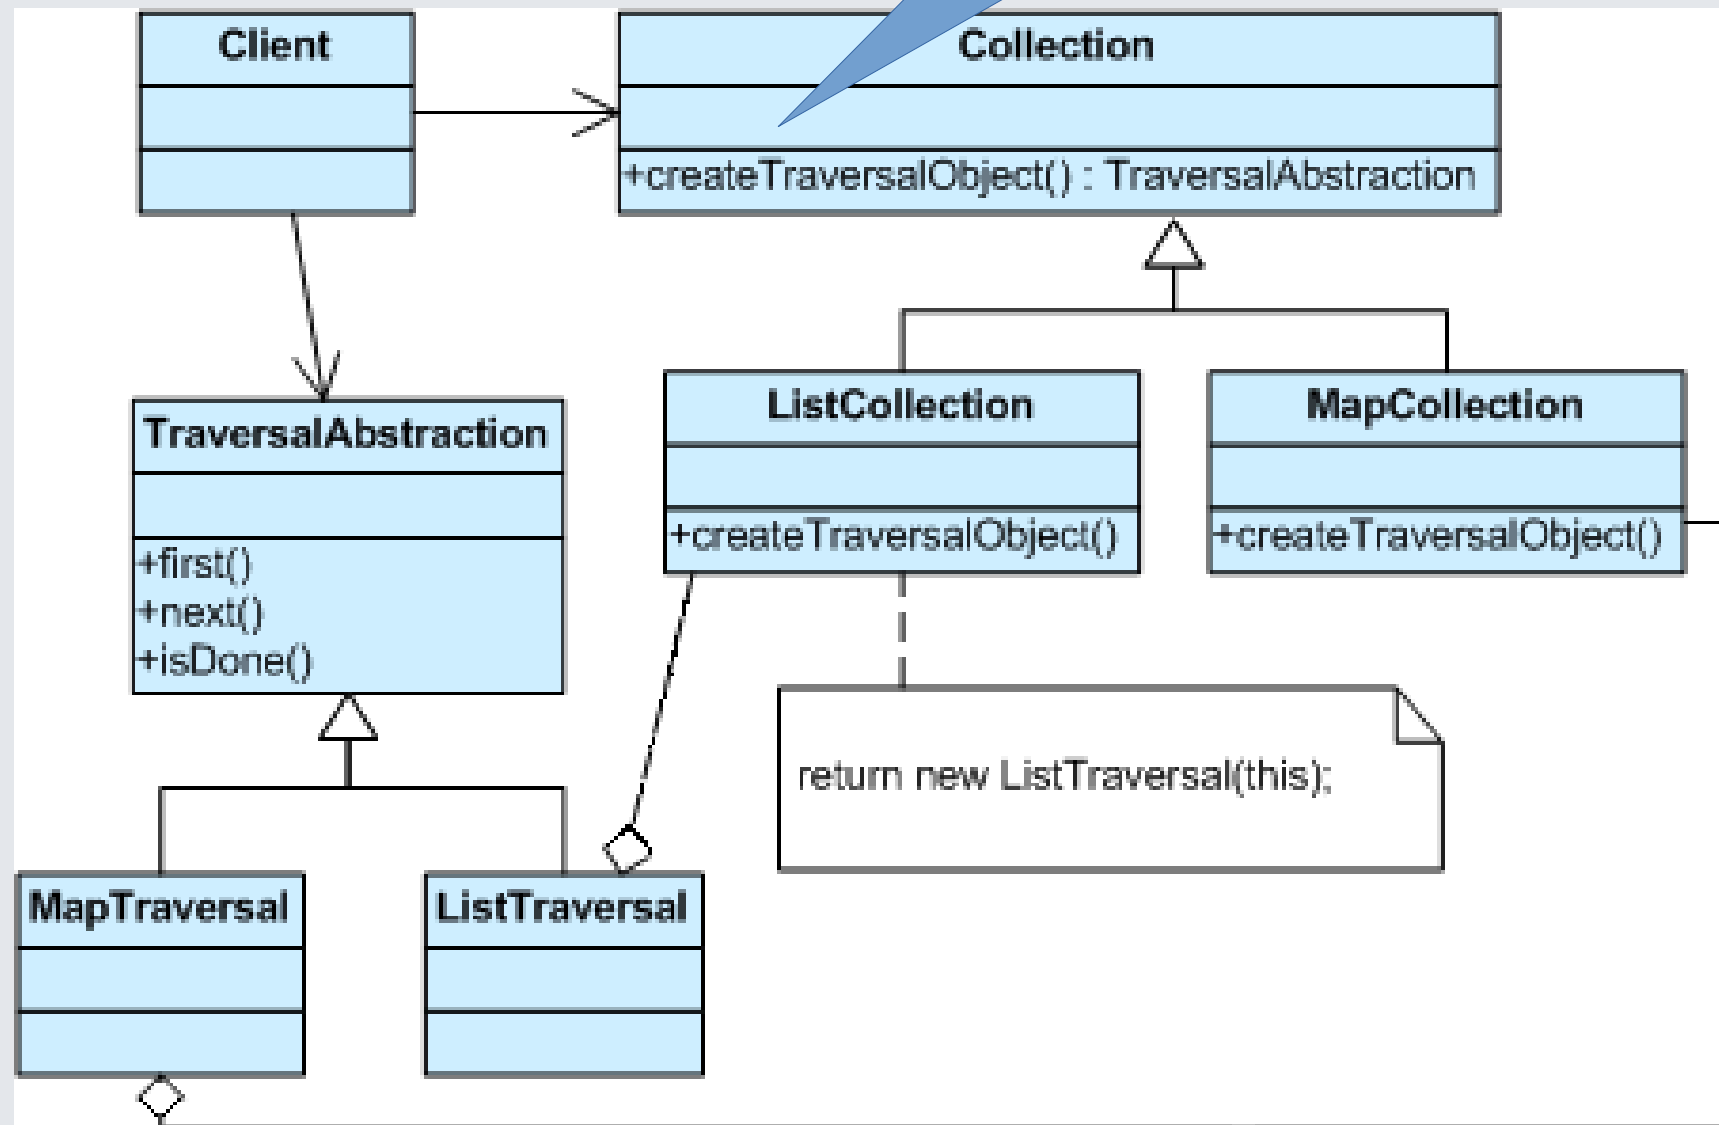 Client
Collection
+createTraversalObject() : TraversalAbstraction
TraversalAbstraction
+first()
+next()
+isDone()
ListCollection
+createTraversalObject()
MapCollection
+createTraversalObject()
return new ListTraversal(this);
MapTraversal
ListTraversal